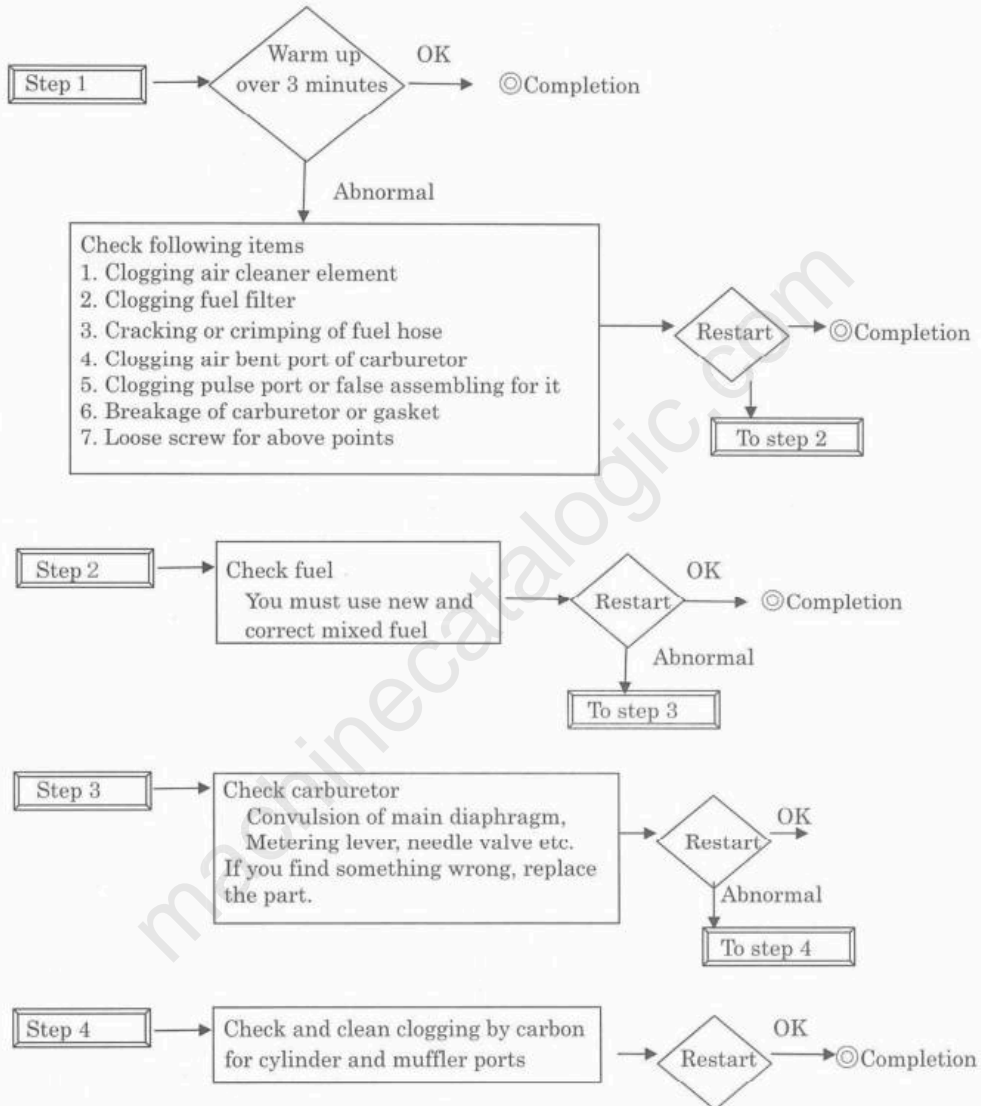 Step 1
Warm up
over 3 minutes
OK
◎Completion
Abnormal
Check following items
1. Clogging air cleaner element
2. Clogging fuel filter
3. Cracking or crimping of fuel hose
4. Clogging air bent port of carburetor
5. Clogging pulse port or false assembling for it
6. Breakage of carburetor or gasket
7. Loose screw for above points
Restart
◎Completion
To step 2
Step 2
Check fuel
You must use new and
correct mixed fuel
Restart
OK
◎Completion
Abnormal
To step 3
Step 3
Check carburetor
Convulsion of main diaphragm,
Metering lever, needle valve etc.
If you find something wrong, replace
the part.
Restart
OK
Abnormal
To step 4
Step 4
Check and clean clogging by carbon
for cylinder and muffler ports
Restart
OK
◎Completion
machinecatalogic.com